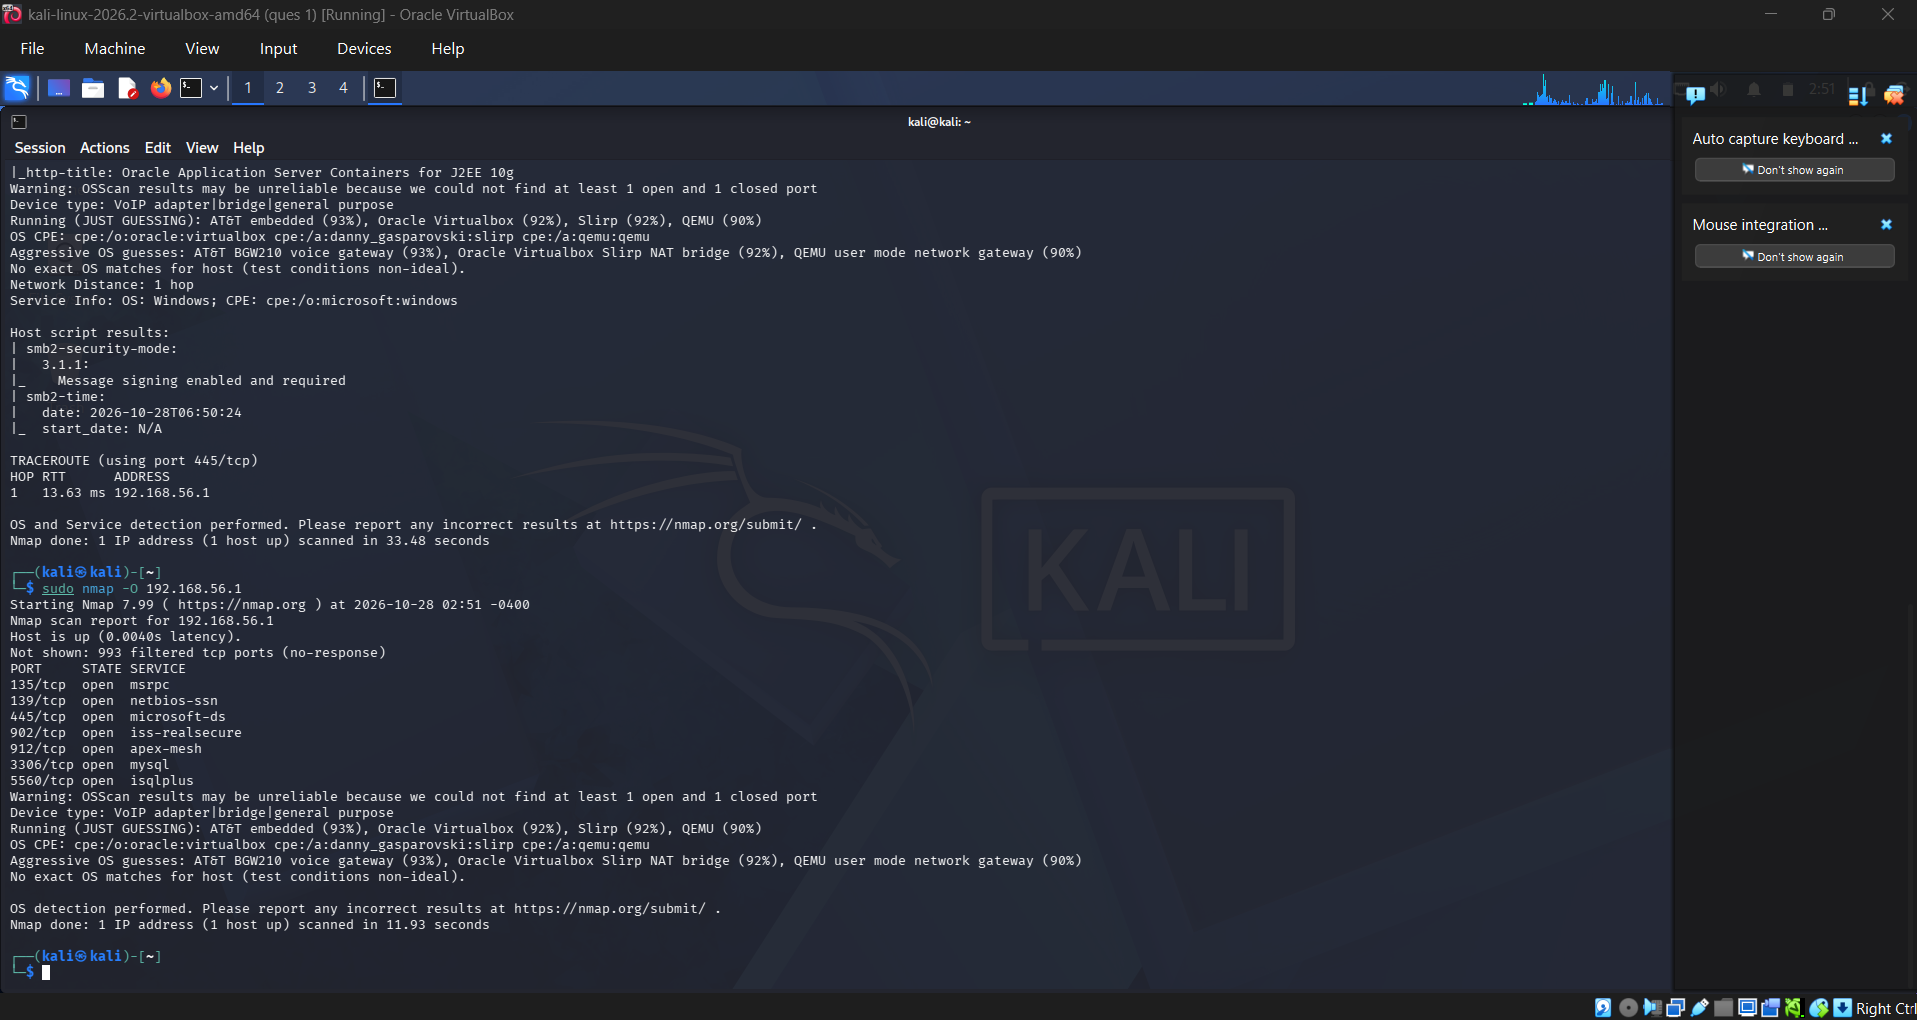 kali-linux-2026.2-virtualbox-amd64 (ques 1) [Running] - Oracle VirtualBox
File Machine View Input Devices Help
1 2 3 4
2:51
kali@kali: ~
Session Actions Edit View Help
|_http-title: Oracle Application Server Containers for J2EE 10g
Warning: OSScan results may be unreliable because we could not find at least 1 open and 1 closed port
Device type: VoIP adapter|bridge|general purpose
Running (JUST GUESSING): AT&T embedded (93%), Oracle Virtualbox (92%), Slirp (92%), QEMU (90%)
OS CPE: cpe:/o:oracle:virtualbox cpe:/a:danny_gasparovski:slirp cpe:/a:qemu:qemu
Aggressive OS guesses: AT&T BGW210 voice gateway (93%), Oracle Virtualbox Slirp NAT bridge (92%), QEMU user mode network gateway (90%)
No exact OS matches for host (test conditions non-ideal).
Network Distance: 1 hop
Service Info: OS: Windows; CPE: cpe:/o:microsoft:windows
Host script results:
| smb2-security-mode:
|   3.1.1:
|_    Message signing enabled and required
| smb2-time:
|   date: 2026-10-28T06:50:24
|_  start_date: N/A
TRACEROUTE (using port 445/tcp)
HOP RTT      ADDRESS
1   13.63 ms 192.168.56.1
OS and Service detection performed. Please report any incorrect results at https://nmap.org/submit/ .
Nmap done: 1 IP address (1 host up) scanned in 33.48 seconds
┌──(kali㉿kali)-[~]
└─$ sudo nmap -O 192.168.56.1
Starting Nmap 7.99 ( https://nmap.org ) at 2026-10-28 02:51 -0400
Nmap scan report for 192.168.56.1
Host is up (0.0040s latency).
Not shown: 993 filtered tcp ports (no-response)
PORT     STATE SERVICE
135/tcp  open  msrpc
139/tcp  open  netbios-ssn
445/tcp  open  microsoft-ds
902/tcp  open  iss-realsecure
912/tcp  open  apex-mesh
3306/tcp open  mysql
5560/tcp open  isqlplus
Warning: OSScan results may be unreliable because we could not find at least 1 open and 1 closed port
Device type: VoIP adapter|bridge|general purpose
Running (JUST GUESSING): AT&T embedded (93%), Oracle Virtualbox (92%), Slirp (92%), QEMU (90%)
OS CPE: cpe:/o:oracle:virtualbox cpe:/a:danny_gasparovski:slirp cpe:/a:qemu:qemu
Aggressive OS guesses: AT&T BGW210 voice gateway (93%), Oracle Virtualbox Slirp NAT bridge (92%), QEMU user mode network gateway (90%)
No exact OS matches for host (test conditions non-ideal).
OS detection performed. Please report any incorrect results at https://nmap.org/submit/ .
Nmap done: 1 IP address (1 host up) scanned in 11.93 seconds
┌──(kali㉿kali)-[~]
└─$
KALI
Auto capture keyboard ...
Don't show again
Mouse integration ...
Don't show again
Right Ctrl